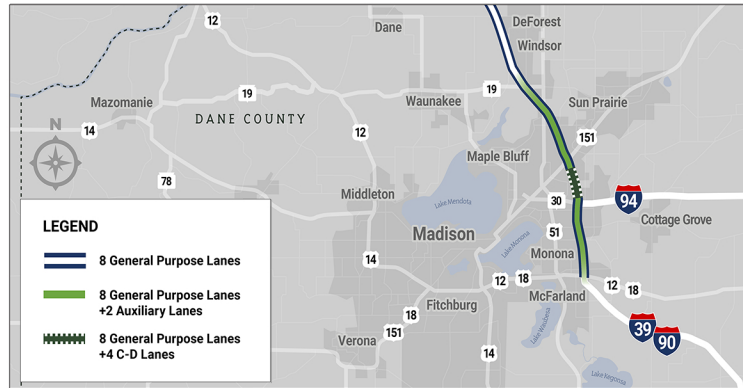 12
Dane
DeForest
Windsor
Mazomanie
19
Waunakee
19
Sun Prairie
DANE COUNTY
N
14
12
151
Maple Bluff
78
Middleton
Lake Mendota
30
94
Cottage Grove
LEGEND
Madison
51
Lake Monona
Monona
8 General Purpose Lanes
14
12
18
12
18
8 General Purpose Lanes
+2 Auxiliary Lanes
Fitchburg
McFarland
18
39
90
8 General Purpose Lanes
+4 C-D Lanes
Verona
151
Lake Waubesa
14
Lake Kegonsa